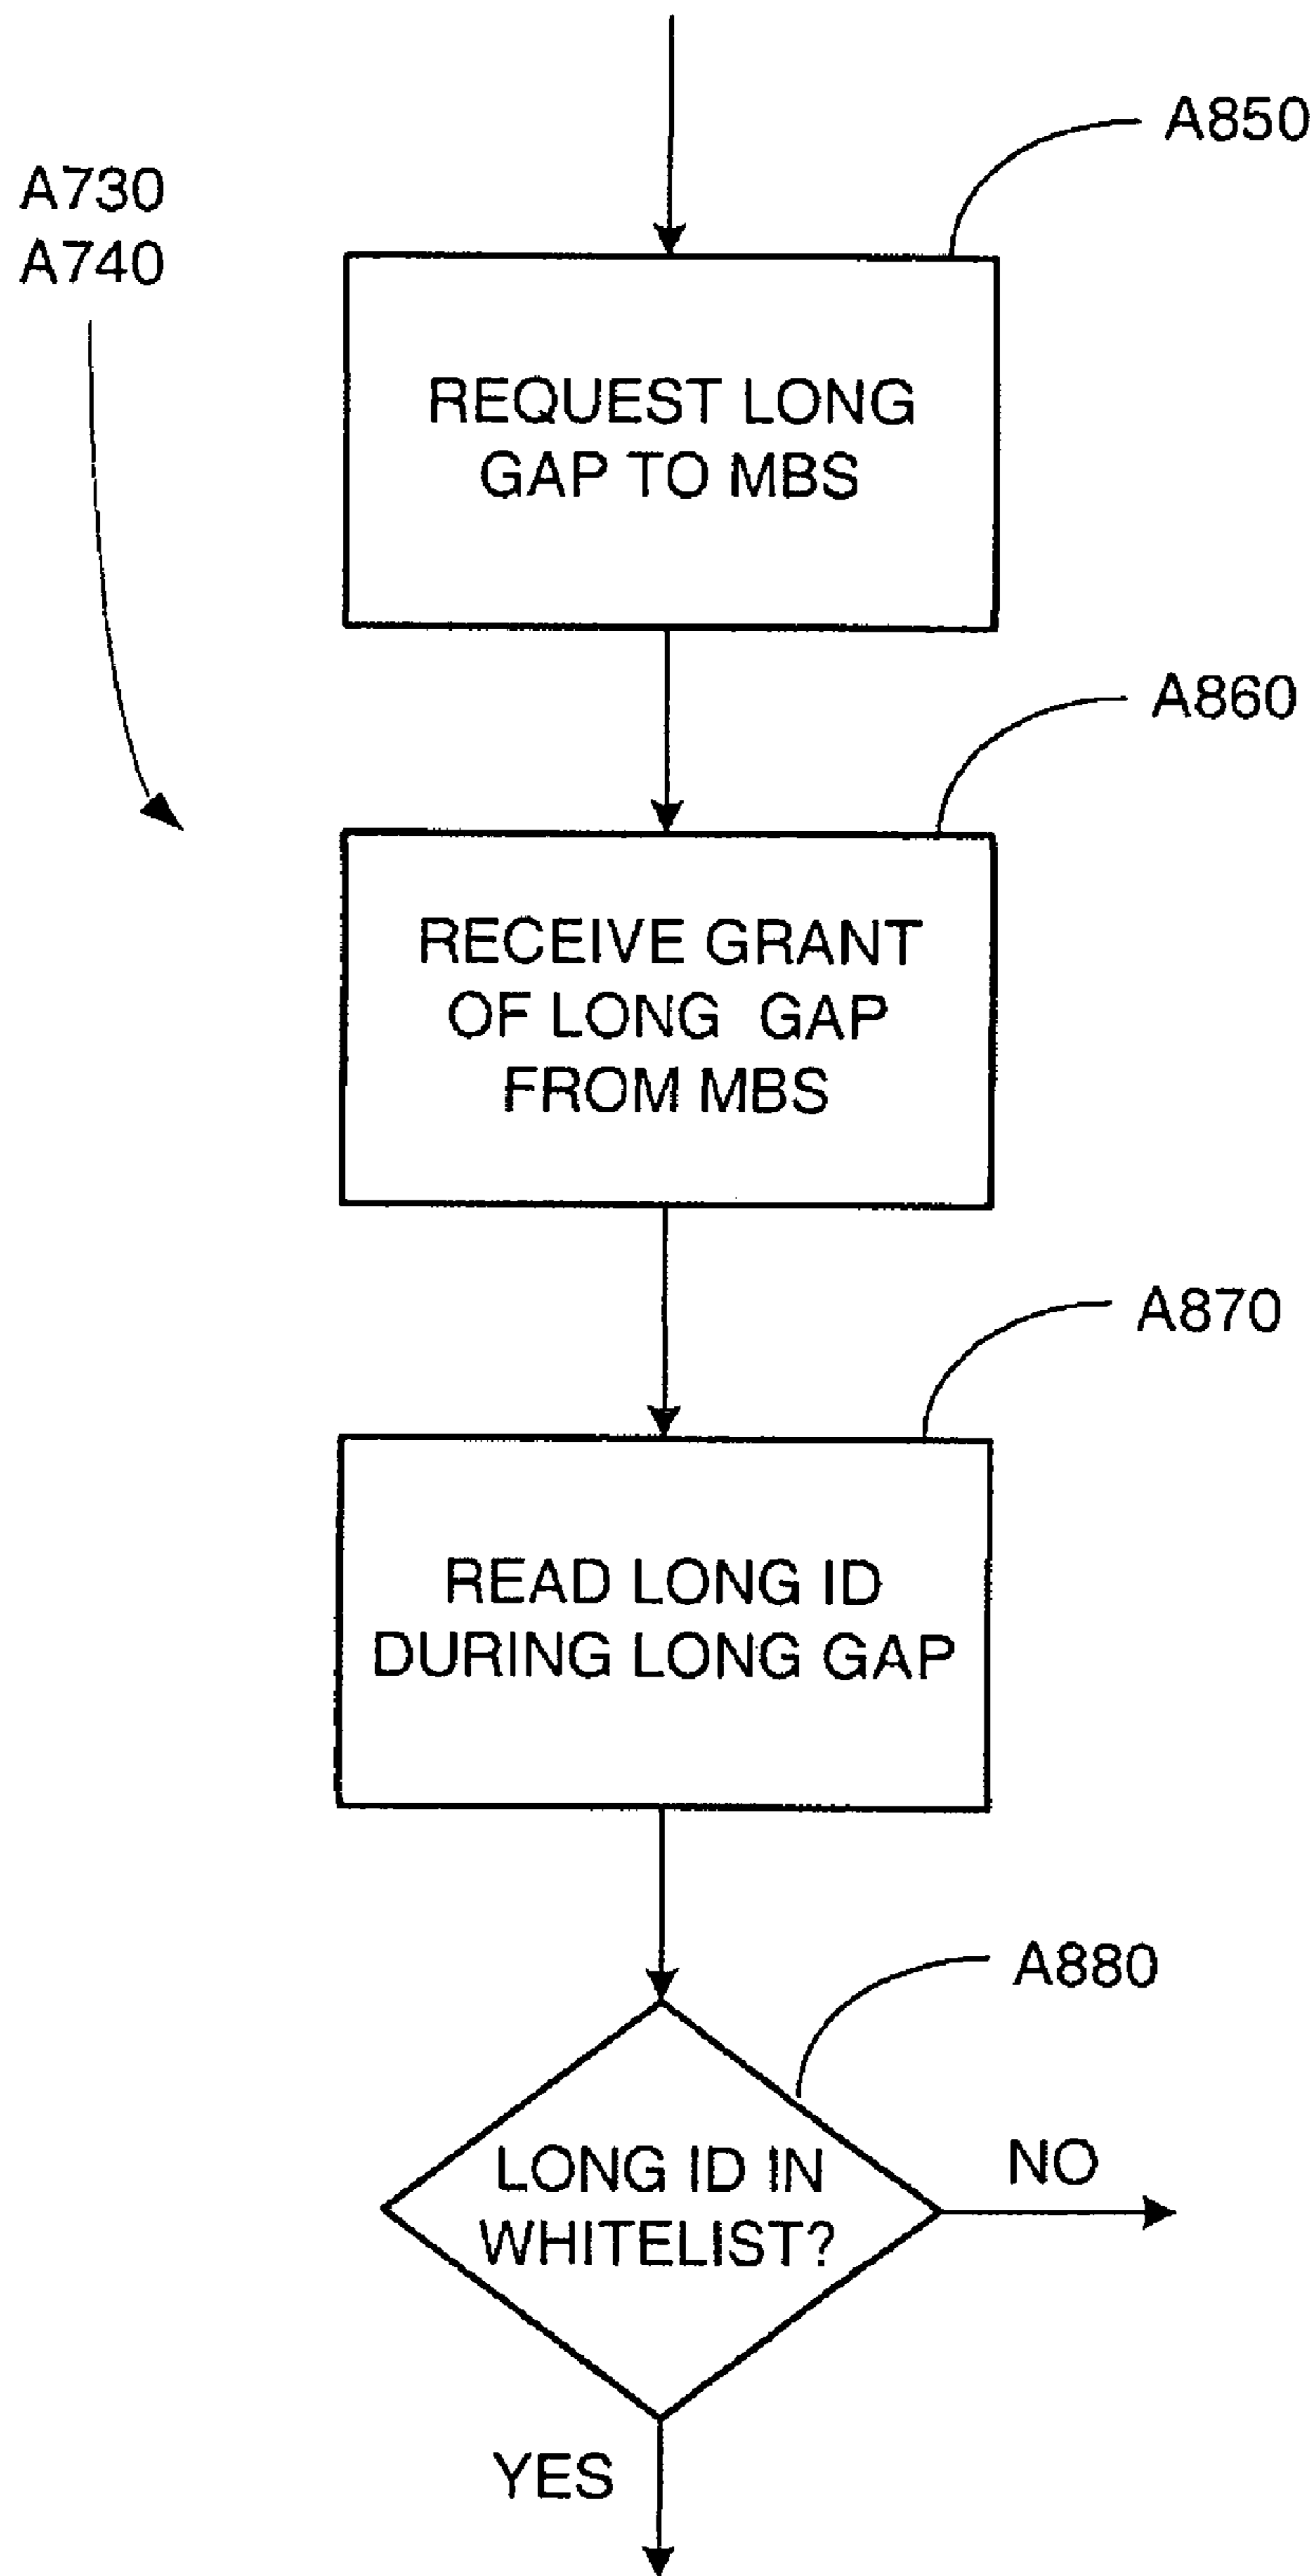 A850
A730
A740
REQUEST LONG
GAP TO MBS
A860
RECEIVE GRANT
OF LONG GAP
FROM MBS
A870
READ LONG ID
DURING LONG GAP
A880
LONG ID IN
WHITELIST?
NO
YES